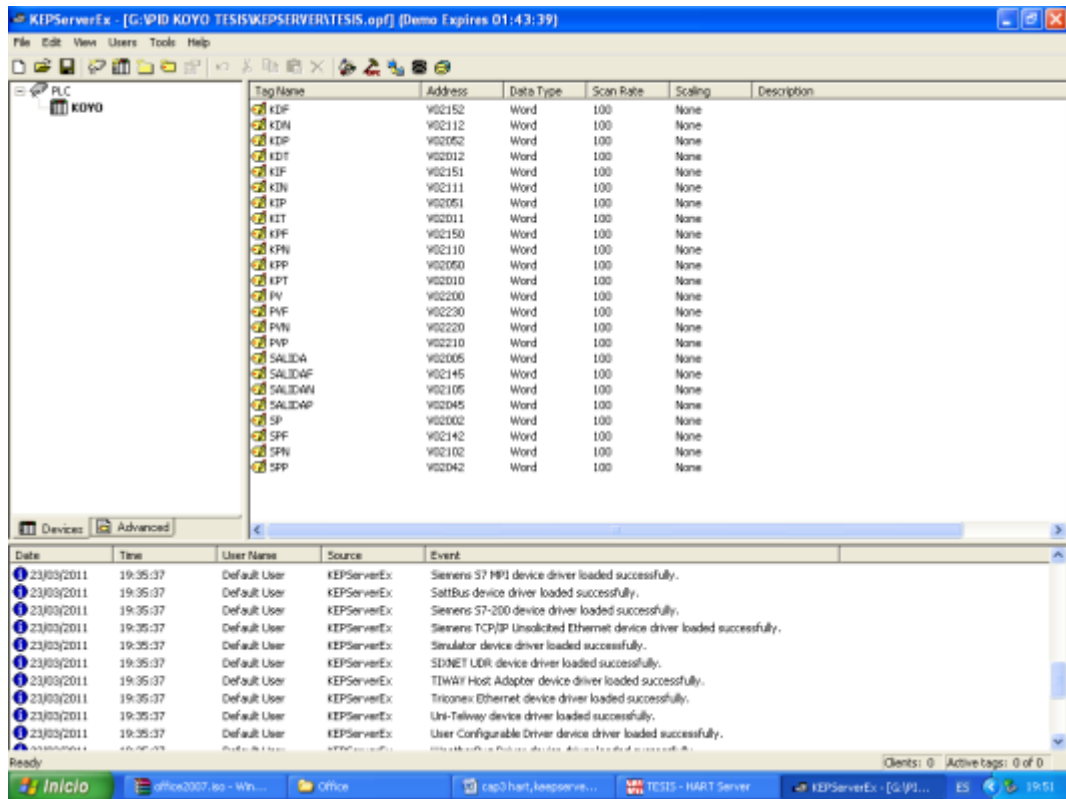 KEPServerEx - [G:\PID KOYO TESIS\KEPSERVER\TESIS.opf] (Demo Expires 01:43:39)
File Edit View Users Tools Help
PLC
KOYO
Tag Name Address Data Type Scan Rate Scaling Description
KDF V02152 Word 100 None
KDN V02112 Word 100 None
KDP V02052 Word 100 None
KDT V02012 Word 100 None
KIF V02151 Word 100 None
KIN V02111 Word 100 None
KIP V02051 Word 100 None
KIT V02011 Word 100 None
KPF V02150 Word 100 None
KPN V02110 Word 100 None
KPP V02050 Word 100 None
KPT V02010 Word 100 None
PV V02200 Word 100 None
PVF V02230 Word 100 None
PVN V02220 Word 100 None
PVP V02210 Word 100 None
SALIDA V02005 Word 100 None
SALIDAF V02145 Word 100 None
SALIDAN V02105 Word 100 None
SALIDAP V02045 Word 100 None
SP V02002 Word 100 None
SPF V02142 Word 100 None
SPN V02102 Word 100 None
SPP V02042 Word 100 None
Devices Advanced
Date Time User Name Source Event
23/03/2011 19:35:37 Default User KEPServerEx Siemens S7 MPI device driver loaded successfully.
23/03/2011 19:35:37 Default User KEPServerEx SattBus device driver loaded successfully.
23/03/2011 19:35:37 Default User KEPServerEx Siemens S7-200 device driver loaded successfully.
23/03/2011 19:35:37 Default User KEPServerEx Siemens TCP/IP Unsolicited Ethernet device driver loaded successfully.
23/03/2011 19:35:37 Default User KEPServerEx Simulator device driver loaded successfully.
23/03/2011 19:35:37 Default User KEPServerEx SIXNET UDR device driver loaded successfully.
23/03/2011 19:35:37 Default User KEPServerEx TIWAY Host Adapter device driver loaded successfully.
23/03/2011 19:35:37 Default User KEPServerEx Triconex Ethernet device driver loaded successfully.
23/03/2011 19:35:37 Default User KEPServerEx Uni-Telway device driver loaded successfully.
23/03/2011 19:35:37 Default User KEPServerEx User Configurable Driver device driver loaded successfully.
Ready Clients: 0 Active tags: 0 of 0
Inicio office2007.iso - Win... Office cap3 hart,keepserve... TESIS - HART Server KEPServerEx - [G:\PI... ES 19:51